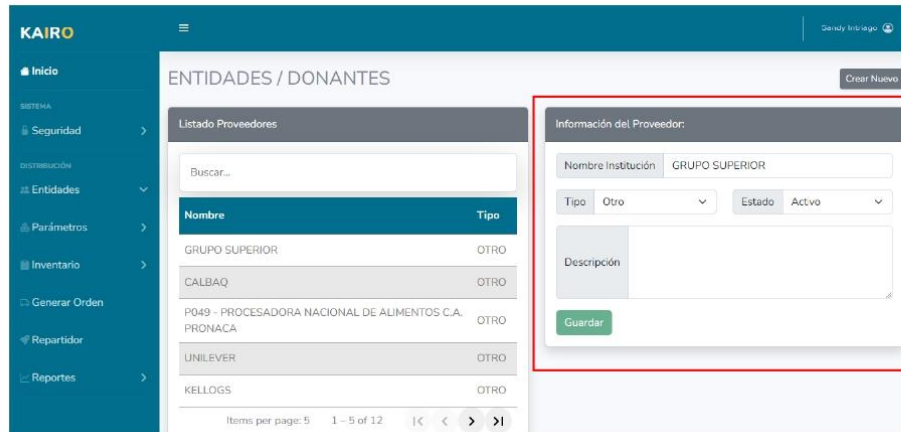 KAIRO
Inicio
SISTEMA
Seguridad
DISTRIBUCIÓN
Entidades
Parámetros
Inventario
Generar Orden
Repartidor
Reportes
Sandy Intriago
ENTIDADES / DONANTES
Crear Nuevo
Listado Proveedores
Buscar...
Nombre Tipo
GRUPO SUPERIOR OTRO
CALBAQ OTRO
P049 - PROCESADORA NACIONAL DE ALIMENTOS C.A.
PRONACA OTRO
UNILEVER OTRO
KELLOGS OTRO
Items per page: 5 1 – 5 of 12
Información del Proveedor:
Nombre Institución GRUPO SUPERIOR
Tipo Otro Estado Activo
Descripción
Guardar